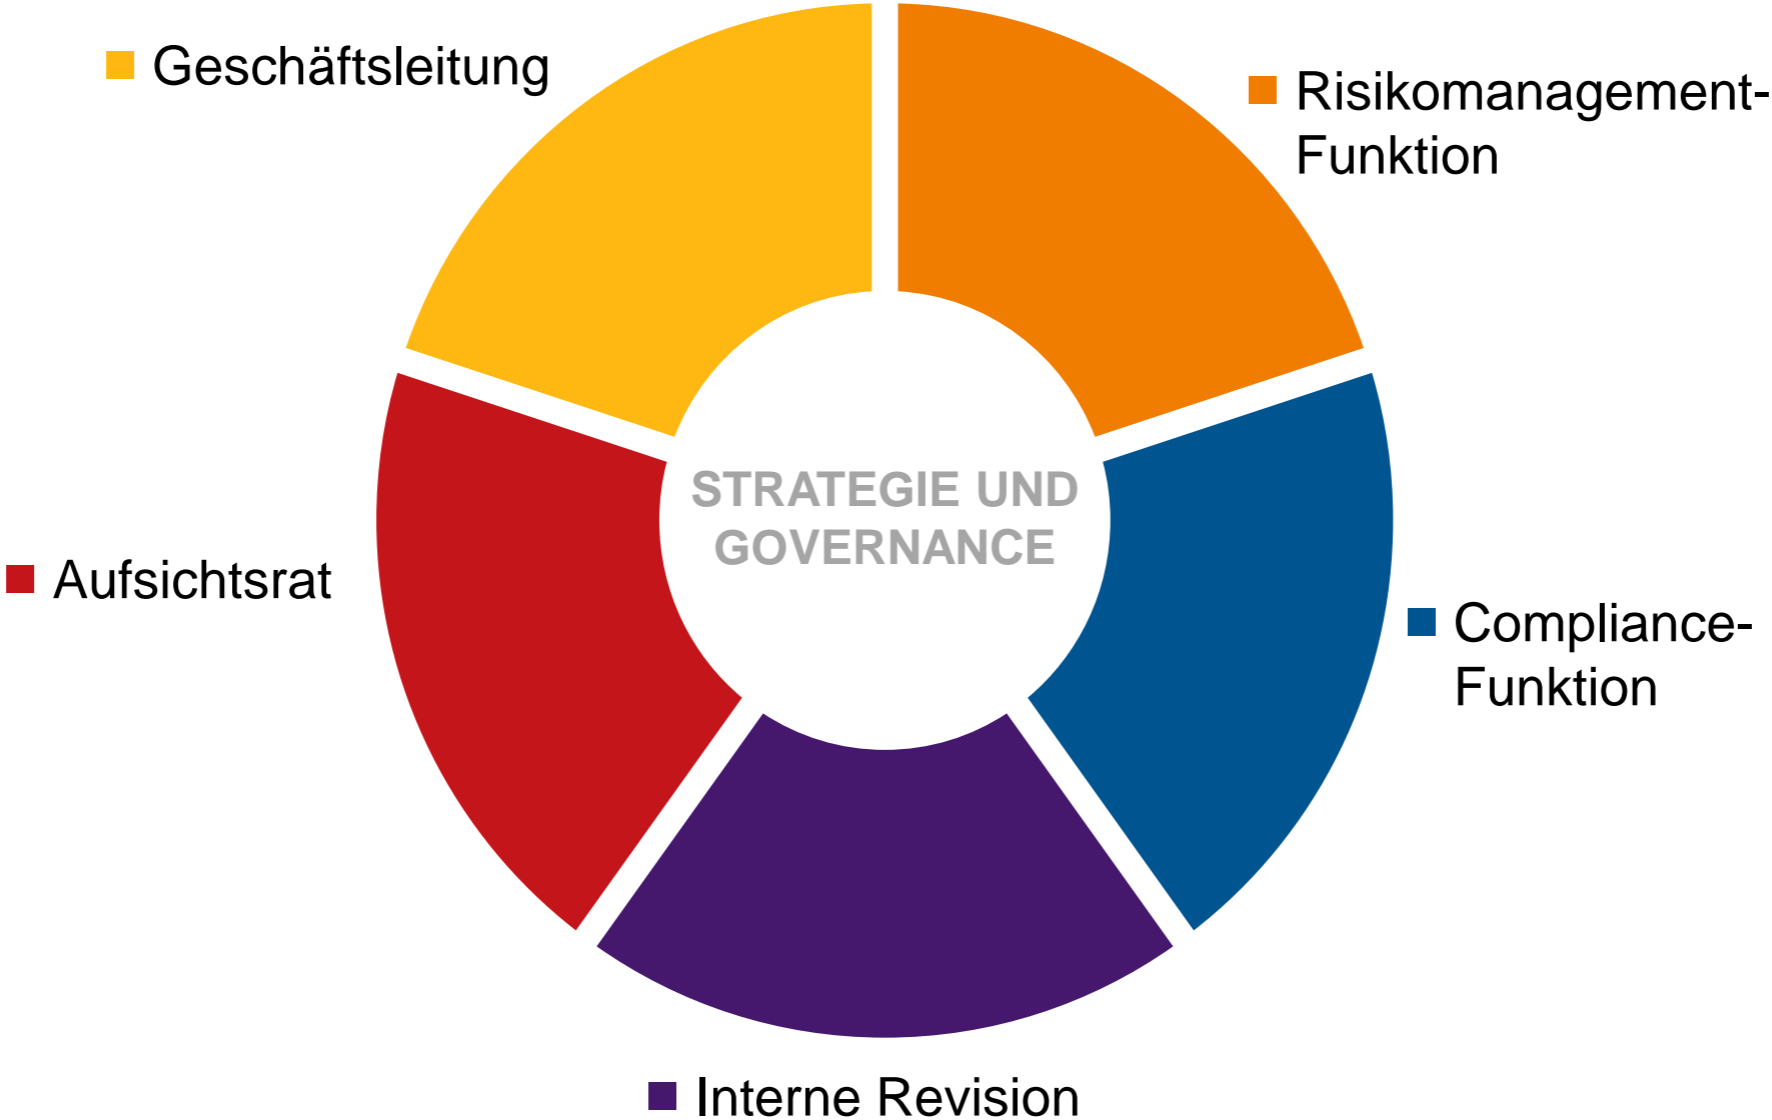 Geschäftsleitung
Risikomanagement-
Funktion
STRATEGIE UND
GOVERNANCE
Aufsichtsrat
Compliance-
Funktion
Interne Revision